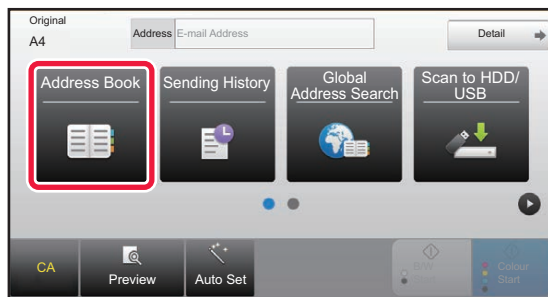 Original
A4
Address E-mail Address
Detail
Address Book
Sending History
Global
Address Search
Scan to HDD/
USB
CA
Preview
Auto Set
B/W
Start
Colour
Start